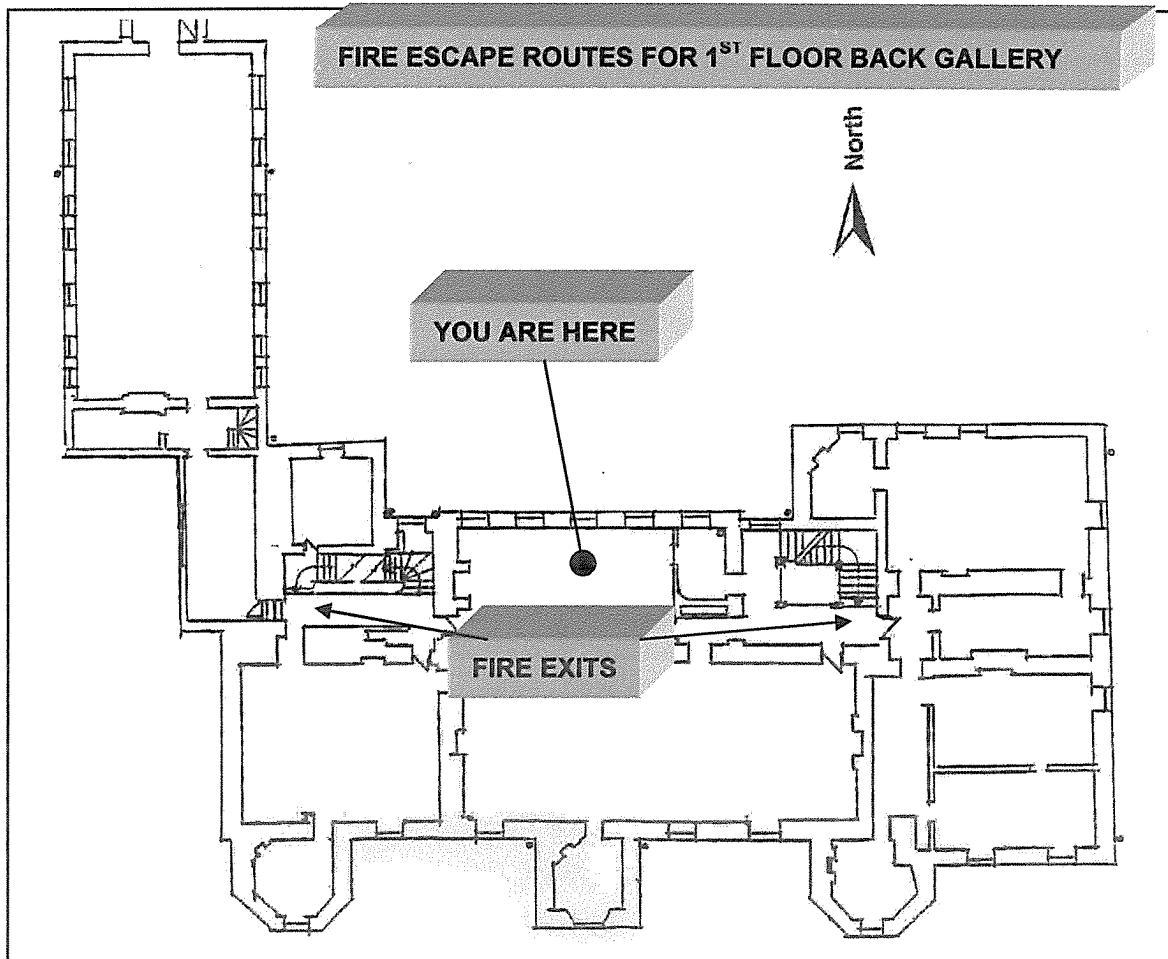 FIRE ESCAPE ROUTES FOR 1ST FLOOR BACK GALLERY
North
YOU ARE HERE
FIRE EXITS